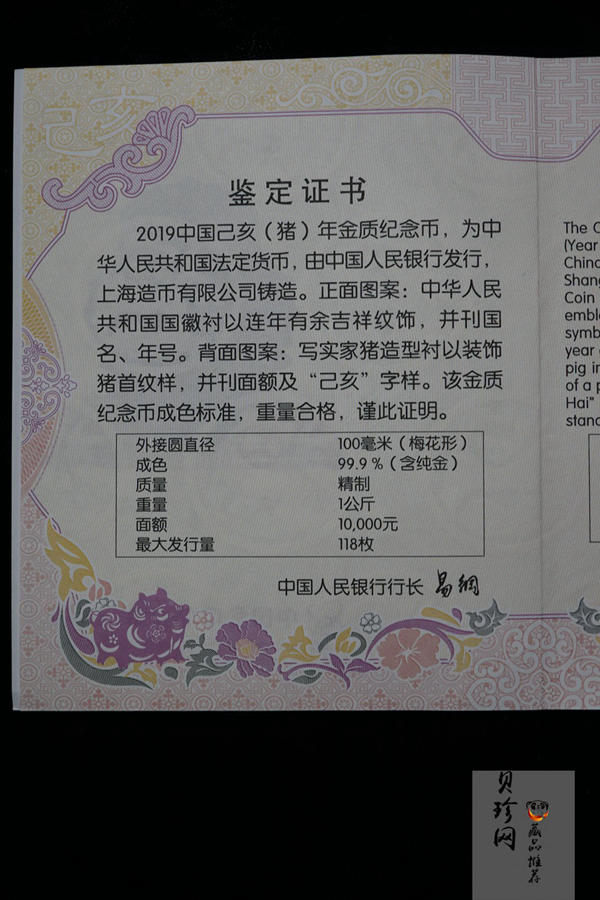 己亥
鉴定证书
2019中国己亥（猪）年金质纪念币，为中
华人民共和国法定货币，由中国人民银行发行，
上海造币有限公司铸造。正面图案：中华人民
共和国国徽衬以连年有余吉祥纹饰，并刊国
名、年号。背面图案：写实家猪造型衬以装饰
猪首纹样，并刊面额及“己亥”字样。该金质
纪念币成色标准，重量合格，谨此证明。
外接圆直径 100毫米（梅花形）
成色 99.9％（含纯金）
质量 精制
重量 1公斤
面额 10,000元
最大发行量 118枚
中国人民银行行长 易纲
The C
(Year
China
Shang
Coin
emble
symb
year
pig in
of a p
Hai"
stand
贝珍网
藏品推荐